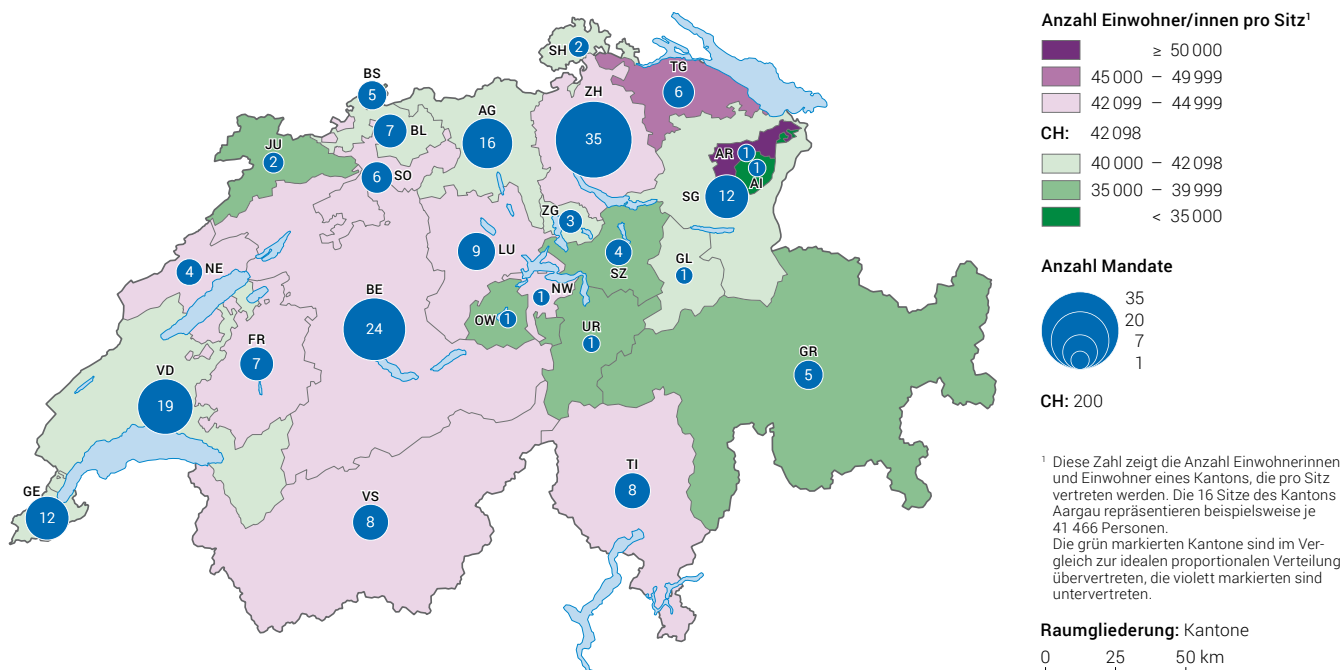 SH 2
BS
5
TG
6
ZH
35
AG
16
7 BL
JU
2
6 SO
AR 1
1
AI
SG 12
ZG
3
9 LU
4
SZ
GL
1
4 NE
NW
1
BE
24
OW 1
UR
1
FR
7
GR
5
VD
19
TI
8
VS
8
GE
12
Anzahl Einwohner/innen pro Sitz¹
≥ 50 000
45 000 – 49 999
42 099 – 44 999
CH: 42 098
40 000 – 42 098
35 000 – 39 999
< 35 000
Anzahl Mandate
35
20
7
1
CH: 200
¹ Diese Zahl zeigt die Anzahl Einwohnerinnen
und Einwohner eines Kantons, die pro Sitz
vertreten werden. Die 16 Sitze des Kantons
Aargau repräsentieren beispielsweise je
41 466 Personen.
Die grün markierten Kantone sind im Ver-
gleich zur idealen proportionalen Verteilung
übervertreten, die violett markierten sind
untervertreten.
Raumgliederung: Kantone
0 25 50 km